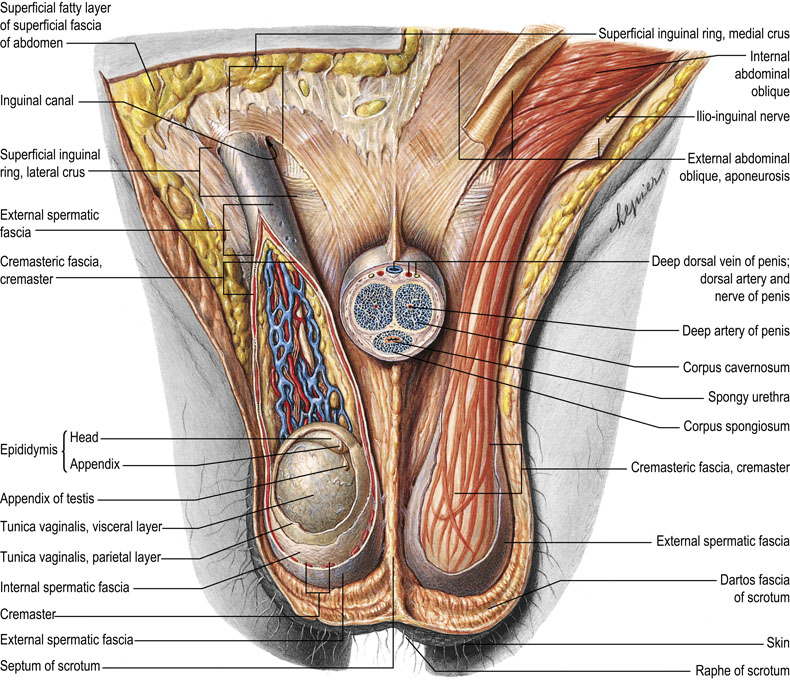 Superficial fatty layer
of superficial fascia
of abdomen
Inguinal canal
Superficial inguinal
ring, lateral crus
External spermatic
fascia
Cremasteric fascia,
cremaster
Epididymis
Head
Appendix
Appendix of testis
Tunica vaginalis, visceral layer
Tunica vaginalis, parietal layer
Internal spermatic fascia
Cremaster
External spermatic fascia
Septum of scrotum
Superficial inguinal ring, medial crus
Internal
abdominal
oblique
Ilio-inguinal nerve
External abdominal
oblique, aponeurosis
Deep dorsal vein of penis;
dorsal artery and
nerve of penis
Deep artery of penis
Corpus cavernosum
Spongy urethra
Corpus spongiosum
Cremasteric fascia, cremaster
External spermatic fascia
Dartos fascia
of scrotum
Skin
Raphe of scrotum